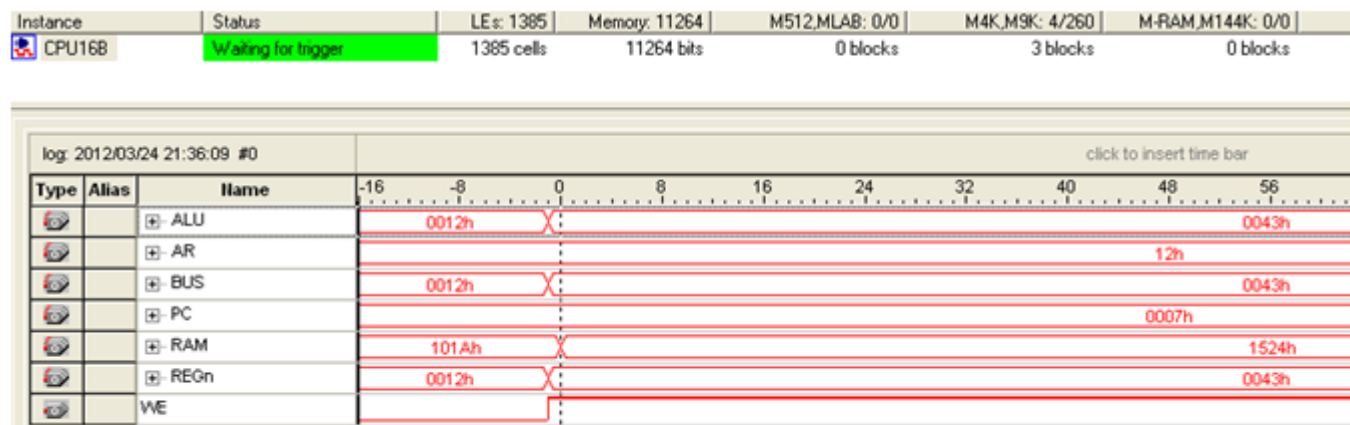 Instance Status LEs: 1385 Memory: 11264 M512,MLAB: 0/0 M4K,M9K: 4/260 M-RAM,M144K: 0/0
CPU16B Waiting for trigger 1385 cells 11264 bits 0 blocks 3 blocks 0 blocks
log: 2012/03/24 21:36:09 #0 click to insert time bar
Type Alias Name -16 -8 0 8 16 24 32 40 48 56
ALU 0012h 0043h
AR 12h
BUS 0012h 0043h
PC 0007h
RAM 101Ah 1524h
REGn 0012h 0043h
WE